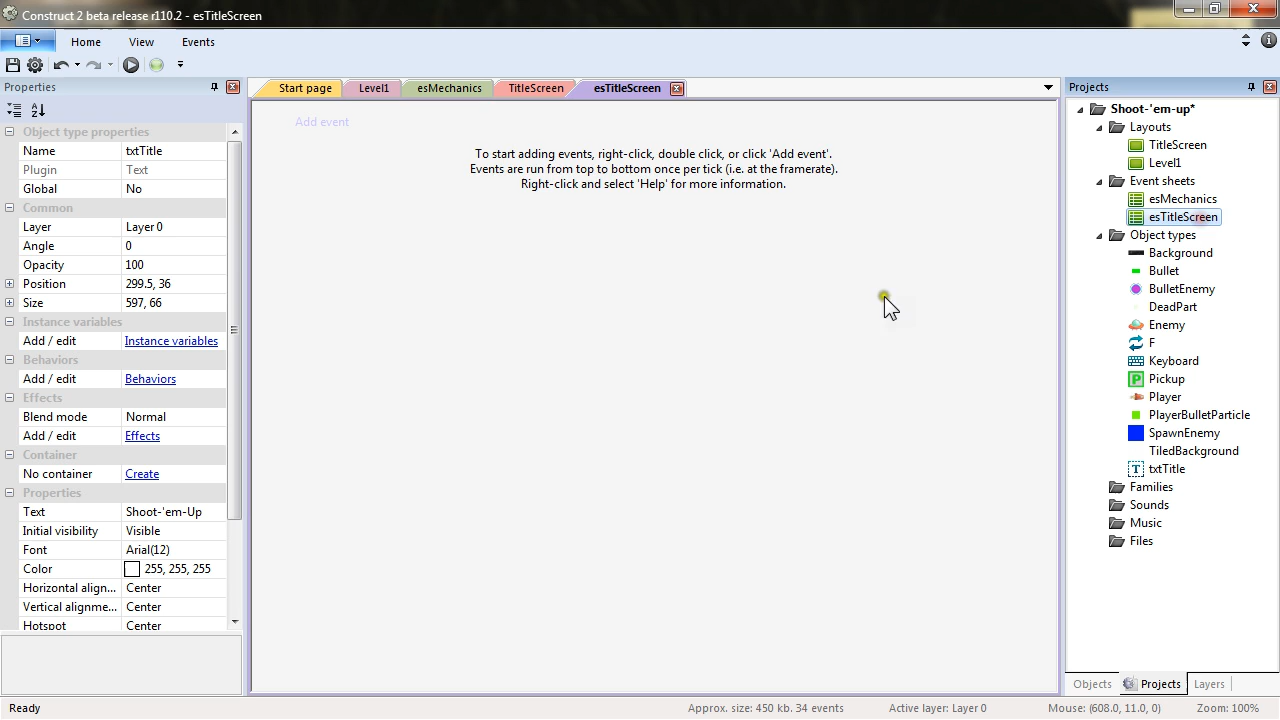 Construct 2 beta release r110.2 - esTitleScreen
Home View Events
Properties
Object type properties
Name txtTitle
Plugin Text
Global No
Common
Layer Layer 0
Angle 0
Opacity 100
Position 299.5, 36
Size 597, 66
Instance variables
Add / edit Instance variables
Behaviors
Add / edit Behaviors
Effects
Blend mode Normal
Add / edit Effects
Container
No container Create
Properties
Text Shoot-'em-Up
Initial visibility Visible
Font Arial(12)
Color 255, 255, 255
Horizontal align... Center
Vertical alignme... Center
Hotspot Center
Start page Level1 esMechanics TitleScreen esTitleScreen
Add event
To start adding events, right-click, double click, or click 'Add event'.
Events are run from top to bottom once per tick (i.e. at the framerate).
Right-click and select 'Help' for more information.
Projects
Shoot-'em-up*
Layouts
TitleScreen
Level1
Event sheets
esMechanics
esTitleScreen
Object types
Background
Bullet
BulletEnemy
DeadPart
Enemy
F
Keyboard
Pickup
Player
PlayerBulletParticle
SpawnEnemy
TiledBackground
txtTitle
Families
Sounds
Music
Files
Objects Projects Layers
Ready
Approx. size: 450 kb. 34 events Active layer: Layer 0 Mouse: (608.0, 11.0, 0) Zoom: 100%